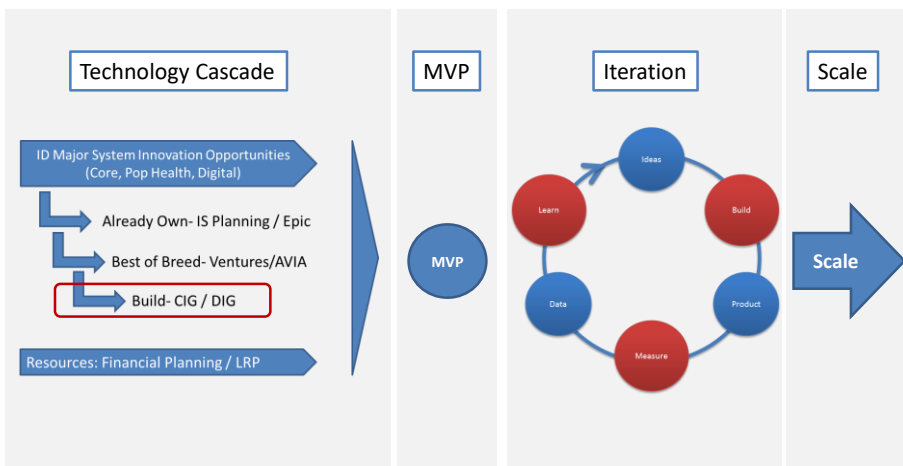 Technology Cascade
MVP
Iteration
Scale
ID Major System Innovation Opportunities
(Core, Pop Health, Digital)
Already Own- IS Planning / Epic
Best of Breed- Ventures/AVIA
Build- CIG / DIG
Resources: Financial Planning / LRP
MVP
Ideas
Build
Product
Measure
Data
Learn
Scale